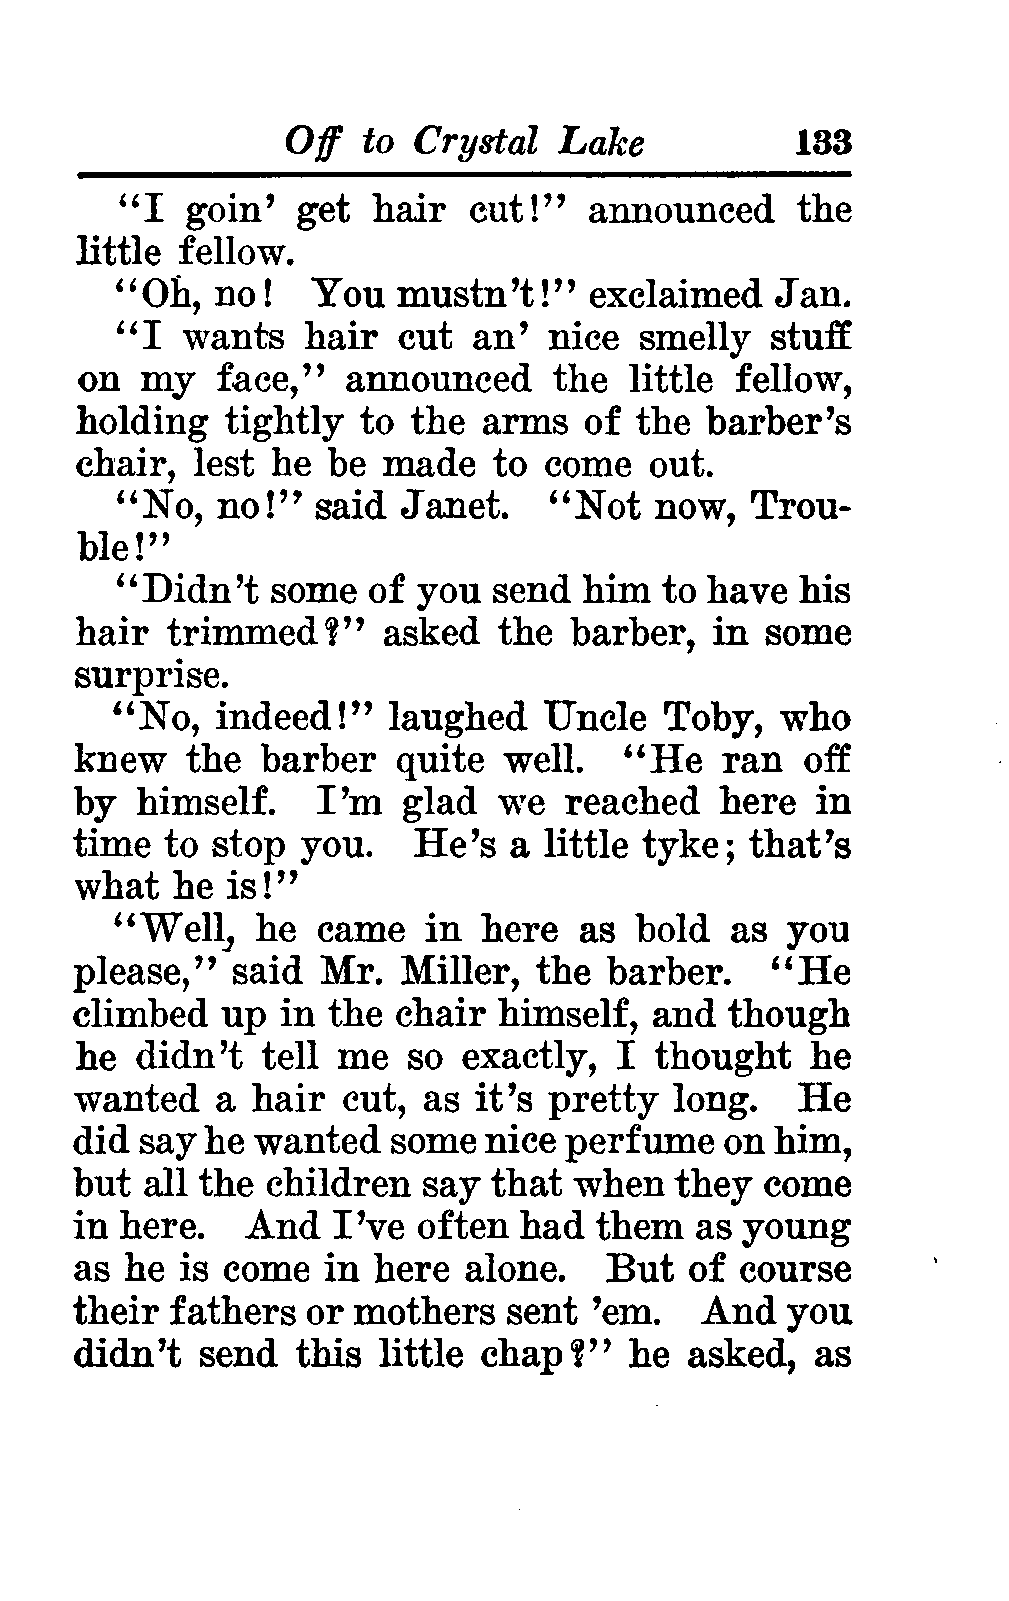 Off to Crystal Lake 133
“I goin’ get hair cut!” announced the
little fellow.
“Oh, no! You mustn’t!” exclaimed Jan.
“I wants hair cut an’ nice smelly stuff
on my face,” announced the little fellow,
holding tightly to the arms of the barber’s
chair, lest he be made to come out.
“No, no!” said Janet. “Not now, Trou-
ble!”
“Didn’t some of you send him to have his
hair trimmed?” asked the barber, in some
surprise.
“No, indeed!” laughed Uncle Toby, who
knew the barber quite well. “He ran off
by himself. I’m glad we reached here in
time to stop you. He’s a little tyke; that’s
what he is!”
“Well, he came in here as bold as you
please,” said Mr. Miller, the barber. “He
climbed up in the chair himself, and though
he didn’t tell me so exactly, I thought he
wanted a hair cut, as it’s pretty long. He
did say he wanted some nice perfume on him,
but all the children say that when they come
in here. And I’ve often had them as young
as he is come in here alone. But of course
their fathers or mothers sent ’em. And you
didn’t send this little chap?” he asked, as